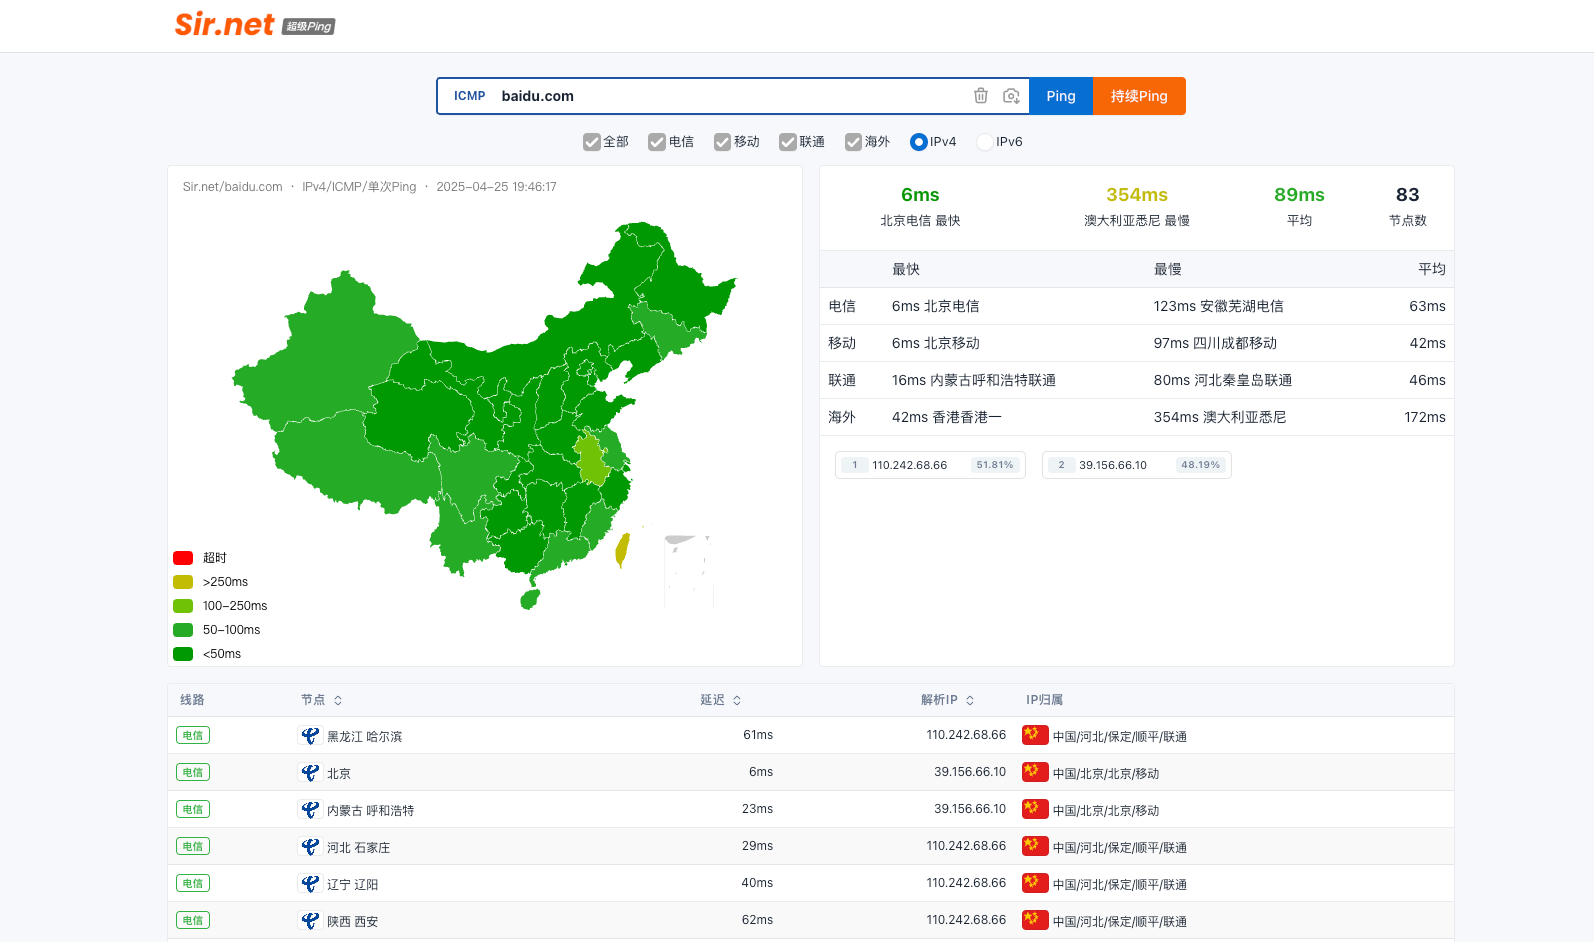 Sir.net 超级Ping
ICMP baidu.com Ping 持续Ping
全部 电信 移动 联通 海外 IPv4 IPv6
Sir.net/baidu.com · IPv4/ICMP/单次Ping · 2025-04-25 19:46:17
超时
>250ms
100-250ms
50-100ms
<50ms
6ms 354ms 89ms 83
北京电信 最快 澳大利亚悉尼 最慢 平均 节点数
最快 最慢 平均
电信 6ms 北京电信 123ms 安徽芜湖电信 63ms
移动 6ms 北京移动 97ms 四川成都移动 42ms
联通 16ms 内蒙古呼和浩特联通 80ms 河北秦皇岛联通 46ms
海外 42ms 香港香港一 354ms 澳大利亚悉尼 172ms
1 110.242.68.66 51.81% 2 39.156.66.10 48.19%
线路 节点 延迟 解析IP IP归属
电信 黑龙江 哈尔滨 61ms 110.242.68.66 中国/河北/保定/顺平/联通
电信 北京 6ms 39.156.66.10 中国/北京/北京/移动
电信 内蒙古 呼和浩特 23ms 39.156.66.10 中国/北京/北京/移动
电信 河北 石家庄 29ms 110.242.68.66 中国/河北/保定/顺平/联通
电信 辽宁 辽阳 40ms 110.242.68.66 中国/河北/保定/顺平/联通
电信 陕西 西安 62ms 110.242.68.66 中国/河北/保定/顺平/联通